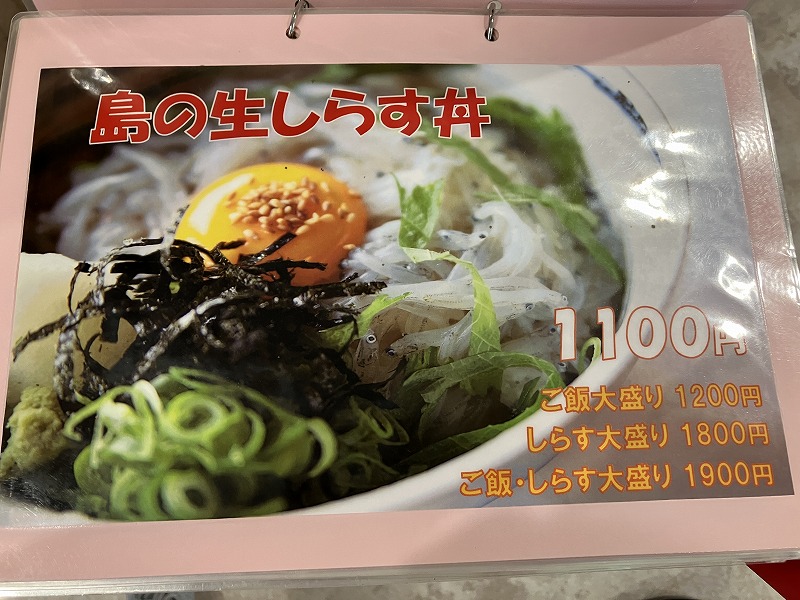 島の生しらす丼
1100円
ご飯大盛り 1200円
しらす大盛り 1800円
ご飯・しらす大盛り 1900円